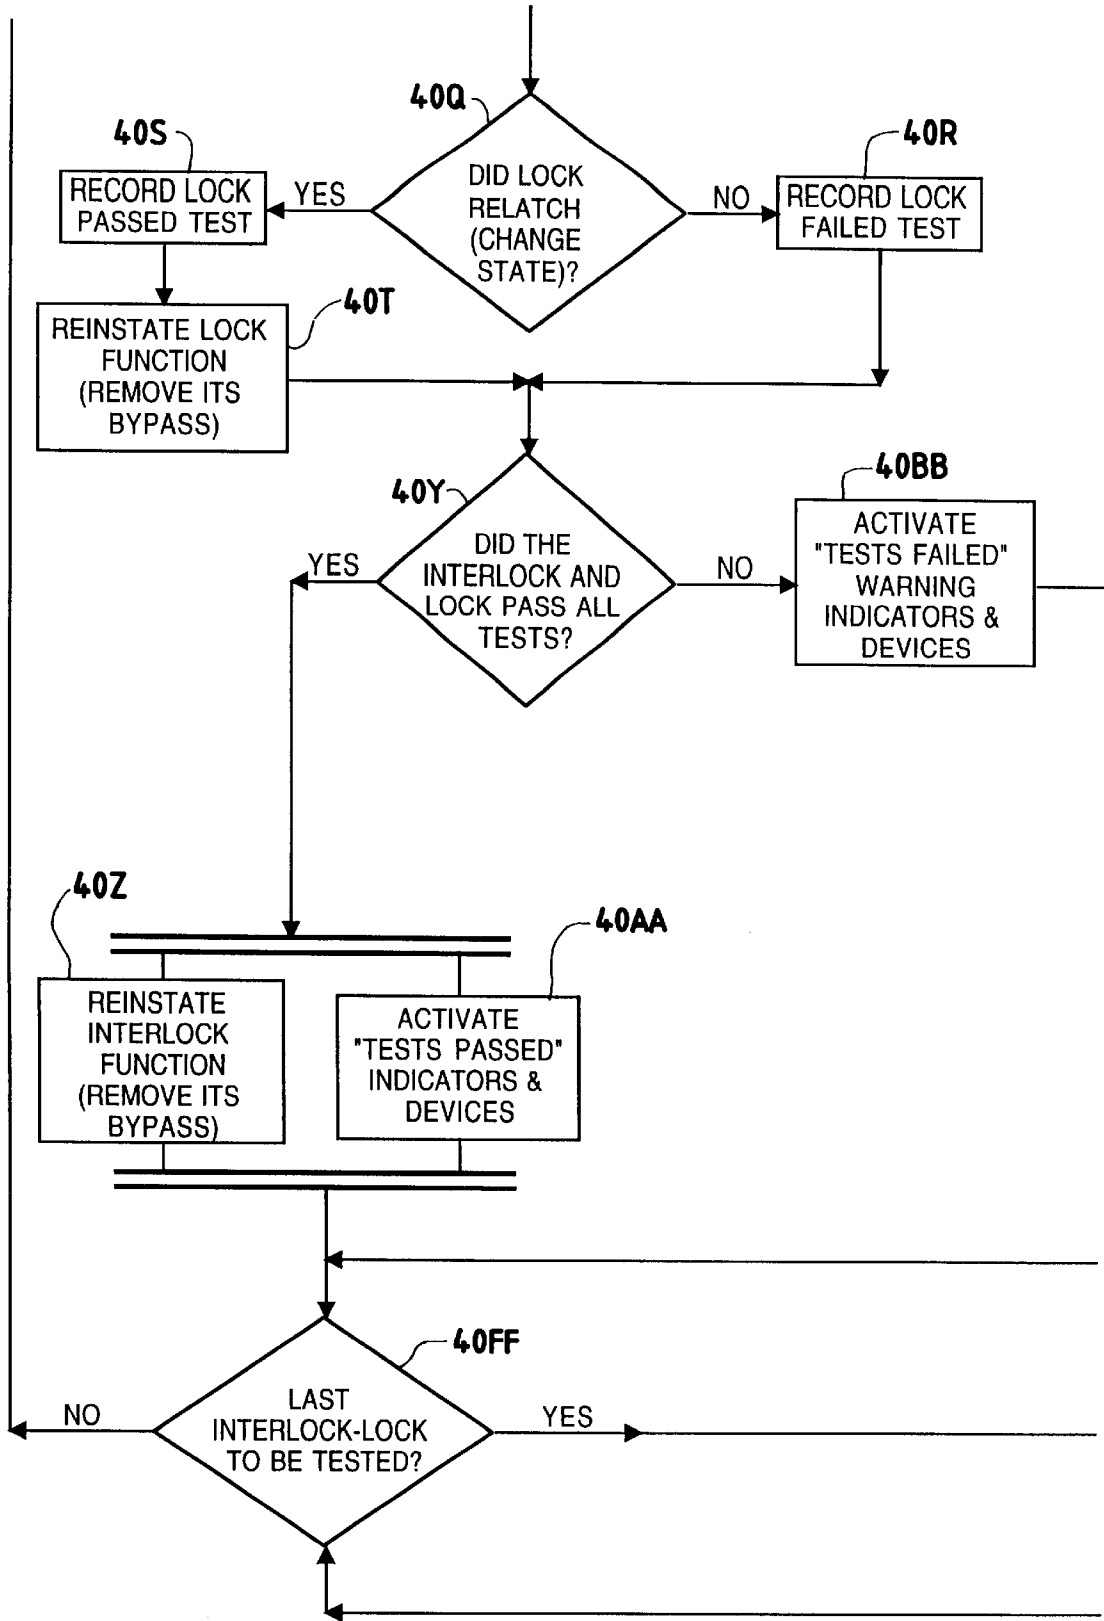 40Q
40S
40R
RECORD LOCK
PASSED TEST
YES
DID LOCK
RELATCH
(CHANGE
STATE)?
NO
RECORD LOCK
FAILED TEST
40T
REINSTATE LOCK
FUNCTION
(REMOVE ITS
BYPASS)
40Y
40BB
YES
DID THE
INTERLOCK AND
LOCK PASS ALL
TESTS?
NO
ACTIVATE
"TESTS FAILED"
WARNING
INDICATORS &
DEVICES
40Z
40AA
REINSTATE
INTERLOCK
FUNCTION
(REMOVE ITS
BYPASS)
ACTIVATE
"TESTS PASSED"
INDICATORS &
DEVICES
40FF
NO
LAST
INTERLOCK-LOCK
TO BE TESTED?
YES